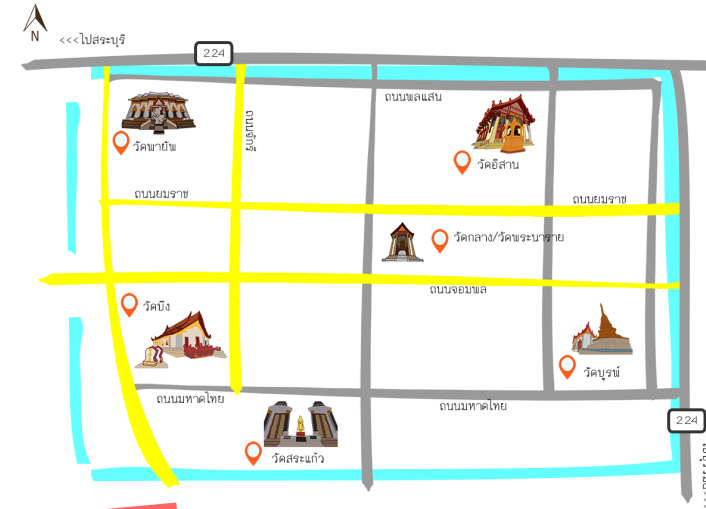 <<<ไปสระบุรี
224
N
ถนนพลแสน
ถนนจักรี
วัดพายัพ
วัดอิสาน
ถนนยมราช
ถนนยมราช
วัดกลาง/วัดพระนาราย
ถนนจอมพล
วัดบึง
วัดบูรพ์
ถนนมหาดไทย
ถนนมหาดไทย
224
วัดสระแก้ว